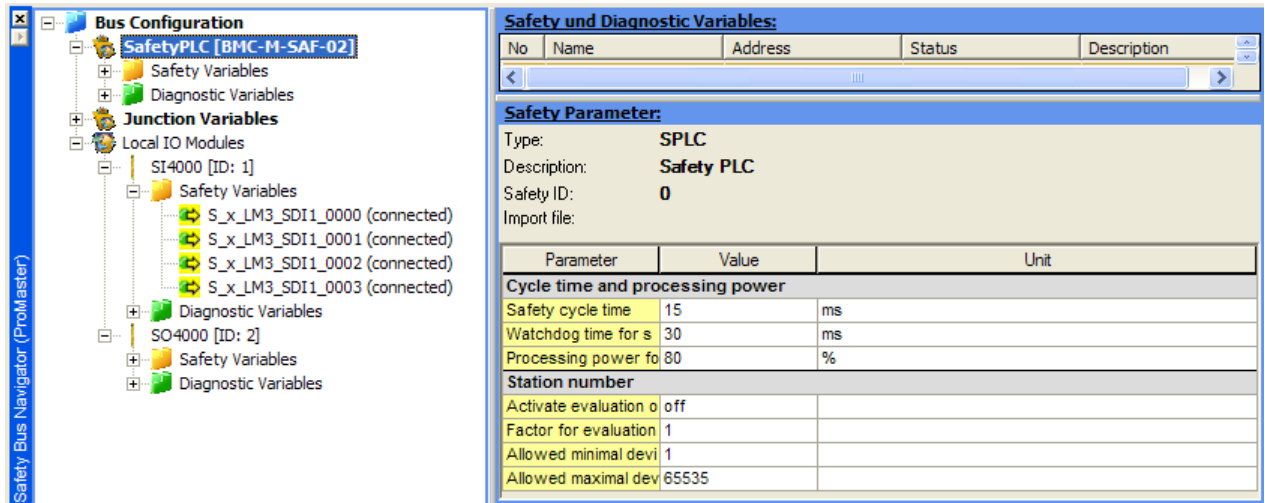 Safety Bus Navigator (ProMaster)
Bus Configuration
SafetyPLC [BMC-M-SAF-02]
Safety Variables
Diagnostic Variables
Junction Variables
Local IO Modules
SI4000 [ID: 1]
Safety Variables
S_x_LM3_SDI1_0000 (connected)
S_x_LM3_SDI1_0001 (connected)
S_x_LM3_SDI1_0002 (connected)
S_x_LM3_SDI1_0003 (connected)
Diagnostic Variables
SO4000 [ID: 2]
Safety Variables
Diagnostic Variables
Safety und Diagnostic Variables:
No Name Address Status Description
Safety Parameter:
Type: SPLC
Description: Safety PLC
Safety ID: 0
Import file:
Parameter Value Unit
Cycle time and processing power
Safety cycle time 15 ms
Watchdog time for s 30 ms
Processing power fo 80 %
Station number
Activate evaluation o off
Factor for evaluation 1
Allowed minimal devi 1
Allowed maximal dev 65535